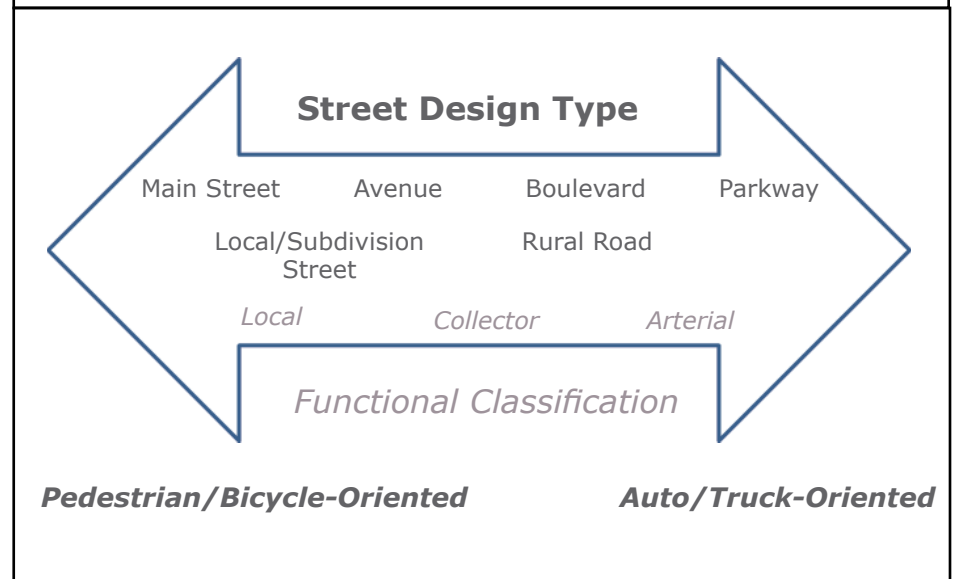 Street Design Type
Main Street Avenue Boulevard Parkway
Local/Subdivision Street Rural Road
Local Collector Arterial
Functional Classification
Pedestrian/Bicycle-Oriented Auto/Truck-Oriented